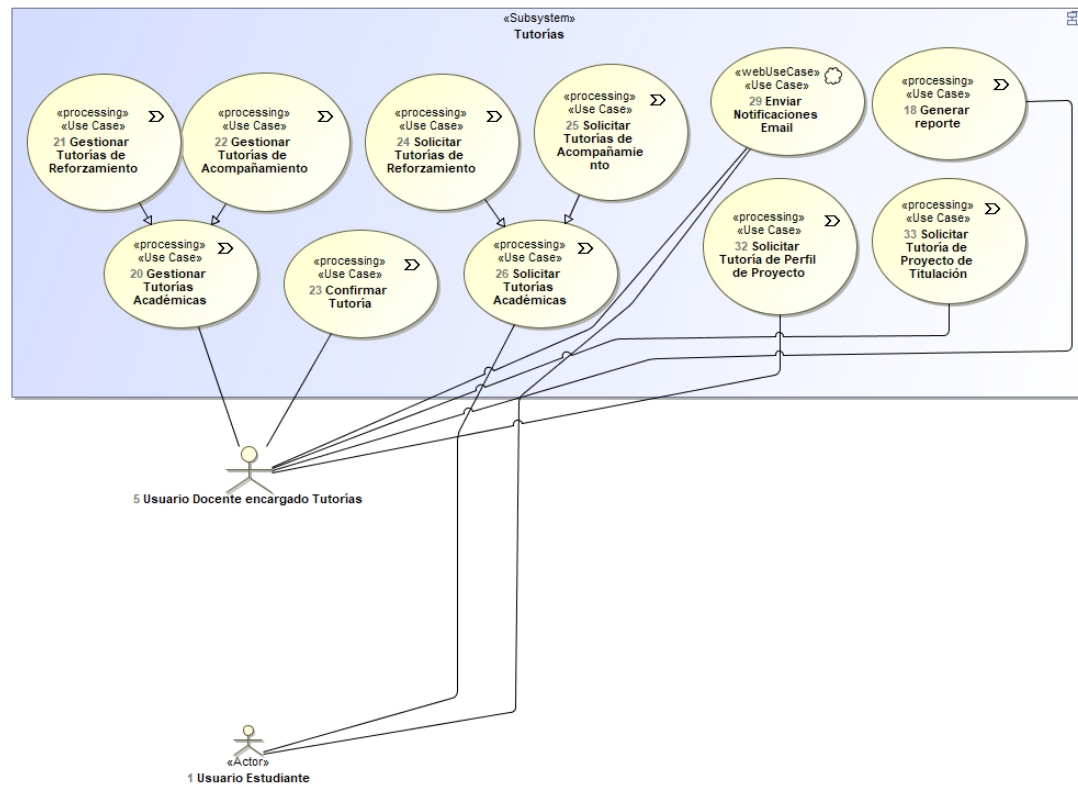 «Subsystem»
Tutorías
«processing»
«Use Case»
21 Gestionar
Tutorías de
Reforzamiento
«processing»
«Use Case»
22 Gestionar
Tutorías de
Acompañamiento
«processing»
«Use Case»
24 Solicitar
Tutorías de
Reforzamiento
«processing»
«Use Case»
25 Solicitar
Tutorías de
Acompañamie
nto
«webUseCase»
«Use Case»
29 Enviar
Notificaciones
Email
«processing»
«Use Case»
18 Generar
reporte
«processing»
«Use Case»
20 Gestionar
Tutorías
Académicas
«processing»
«Use Case»
23 Confirmar
Tutoría
«processing»
«Use Case»
26 Solicitar
Tutorías
Académicas
«processing»
«Use Case»
32 Solicitar
Tutoría de Perfil
de Proyecto
«processing»
«Use Case»
33 Solicitar
Tutoría de
Proyecto de
Titulación
5 Usuario Docente encargado Tutorías
«Actor»
1 Usuario Estudiante